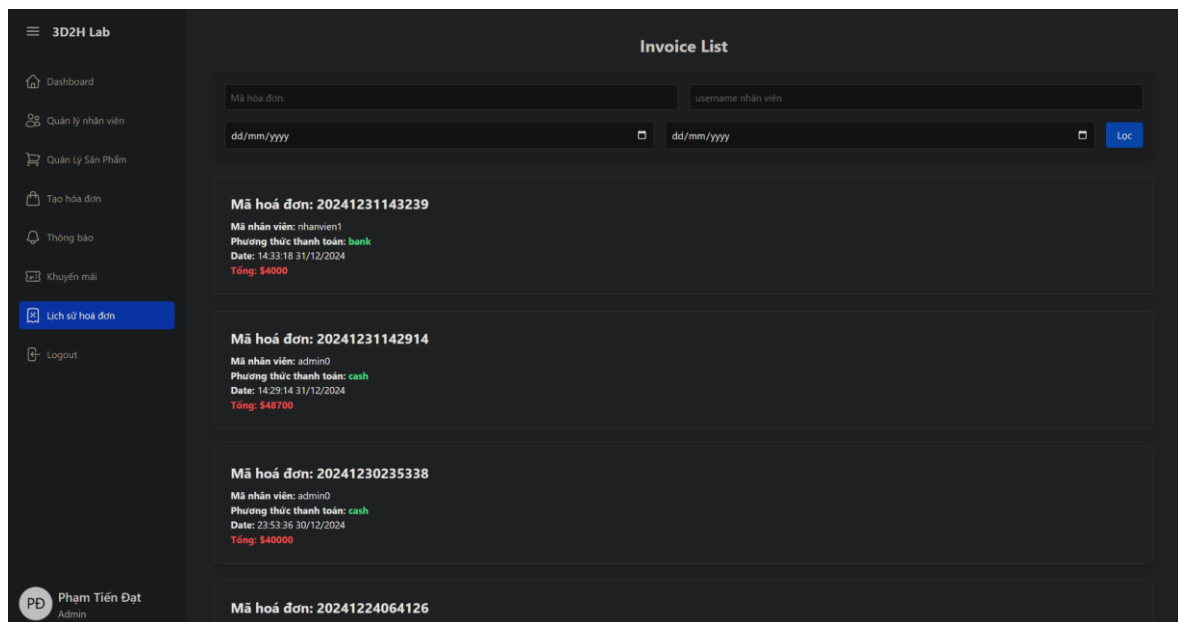 3D2H Lab
Dashboard
Quản lý nhân viên
Quản Lý Sản Phẩm
Tạo hóa đơn
Thông báo
Khuyến mãi
Lịch sử hoá đơn
Logout
PĐ
Phạm Tiến Đạt
Admin
Invoice List
Mã hóa đơn.
username nhân viên
dd/mm/yyyy
dd/mm/yyyy
Lọc
Mã hoá đơn: 20241231143239
Mã nhân viên: nhanvien1
Phương thức thanh toán: bank
Date: 14:33:18 31/12/2024
Tổng: $4000
Mã hoá đơn: 20241231142914
Mã nhân viên: admin0
Phương thức thanh toán: cash
Date: 14:29:14 31/12/2024
Tổng: $48700
Mã hoá đơn: 20241230235338
Mã nhân viên: admin0
Phương thức thanh toán: cash
Date: 23:53:36 30/12/2024
Tổng: $40000
Mã hoá đơn: 20241224064126